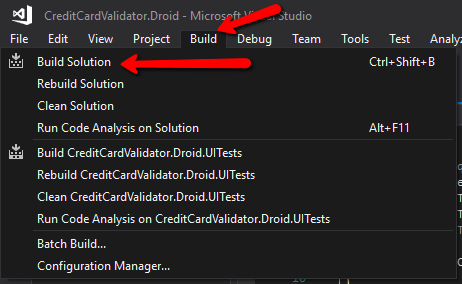 CreditCardValidator.Droid - Microsoft Visual Studio
File Edit View Project Build Debug Team Tools Test Analyz
Build Solution Ctrl+Shift+B
Rebuild Solution
Clean Solution
Run Code Analysis on Solution Alt+F11
Build CreditCardValidator.Droid.UITests
Rebuild CreditCardValidator.Droid.UITests
Clean CreditCardValidator.Droid.UITests
Run Code Analysis on CreditCardValidator.Droid.UITests
Batch Build...
Configuration Manager...